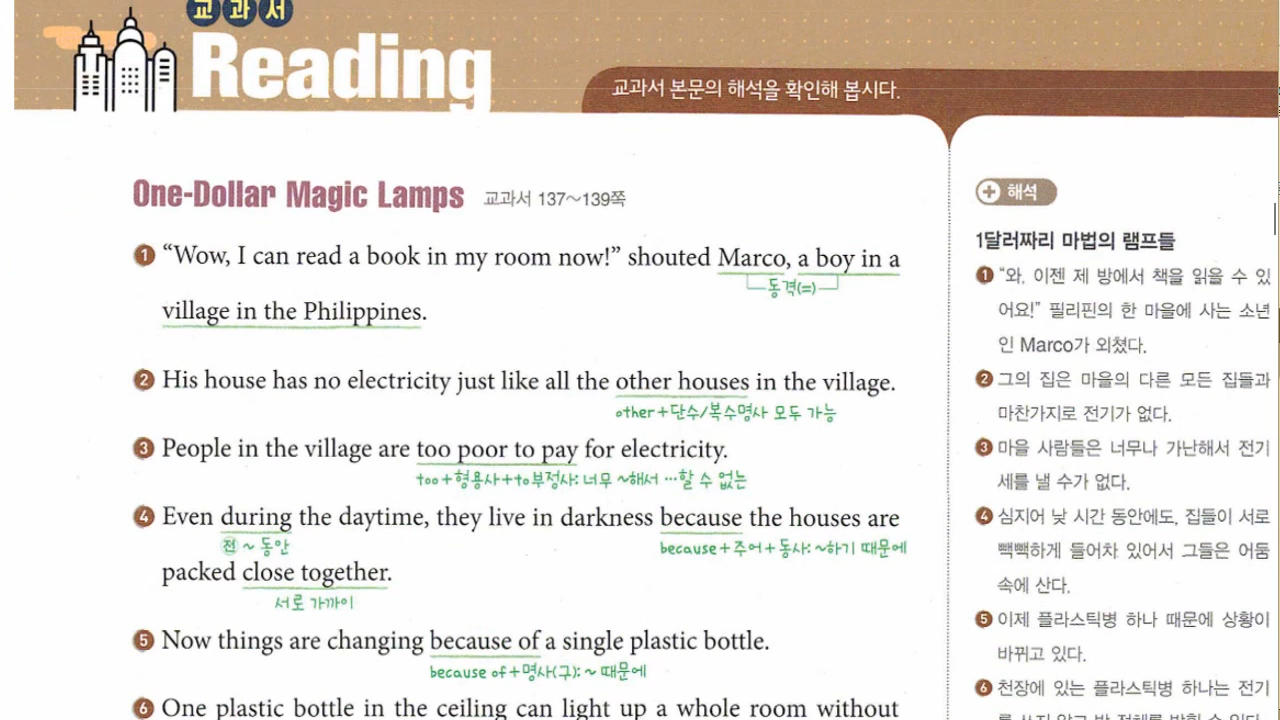 교과서
Reading
교과서 본문의 해석을 확인해 봅시다.
One-Dollar Magic Lamps 교과서 137~139쪽
1 “Wow, I can read a book in my room now!” shouted Marco, a boy in a
동격(=)
village in the Philippines.
2 His house has no electricity just like all the other houses in the village.
other+단수/복수명사 모두 가능
3 People in the village are too poor to pay for electricity.
too+형용사+to부정사: 너무 ~해서 …할 수 없는
4 Even during the daytime, they live in darkness because the houses are
전 ~ 동안
because+주어+동사: ~하기 때문에
packed close together.
서로 가까이
5 Now things are changing because of a single plastic bottle.
because of+명사(구): ~ 때문에
6 One plastic bottle in the ceiling can light up a whole room without
해석
1달러짜리 마법의 램프들
1 “와, 이젠 제 방에서 책을 읽을 수 있
어요!” 필리핀의 한 마을에 사는 소년
인 Marco가 외쳤다.
2 그의 집은 마을의 다른 모든 집들과
마찬가지로 전기가 없다.
3 마을 사람들은 너무나 가난해서 전기
세를 낼 수가 없다.
4 심지어 낮 시간 동안에도, 집들이 서로
빽빽하게 들어차 있어서 그들은 어둠
속에 산다.
5 이제 플라스틱병 하나 때문에 상황이
바뀌고 있다.
6 천장에 있는 플라스틱병 하나는 전기